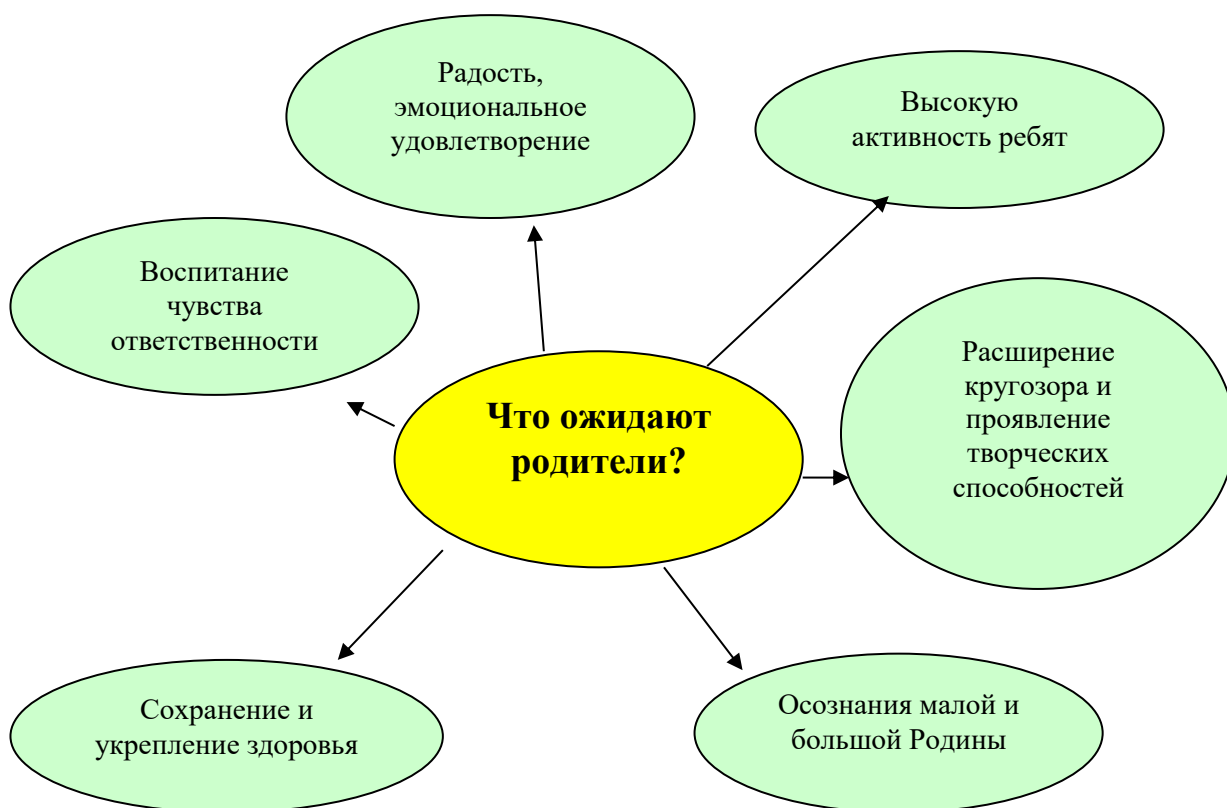 Радость,
эмоциональное
удовлетворение
Высокую
активность ребят
Воспитание
чувства
ответственности
Расширение
кругозора и
проявление
творческих
способностей
Что ожидают
родители?
Сохранение и
укрепление здоровья
Осознания малой и
большой Родины